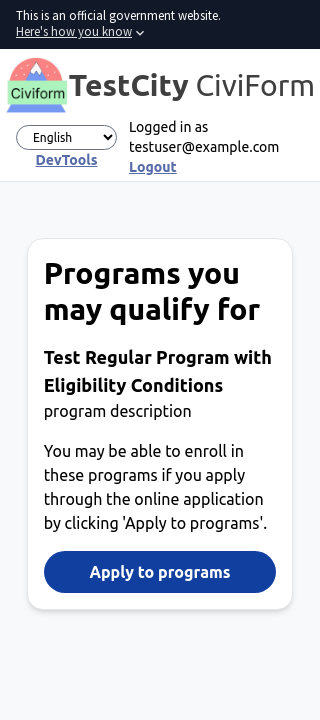 This is an official government website.
Here's how you know
Civiform
TestCity CiviForm
English
DevTools
Logged in as
testuser@example.com
Logout
Programs you
may qualify for
Test Regular Program with
Eligibility Conditions
program description
You may be able to enroll in
these programs if you apply
through the online application
by clicking 'Apply to programs'.
Apply to programs